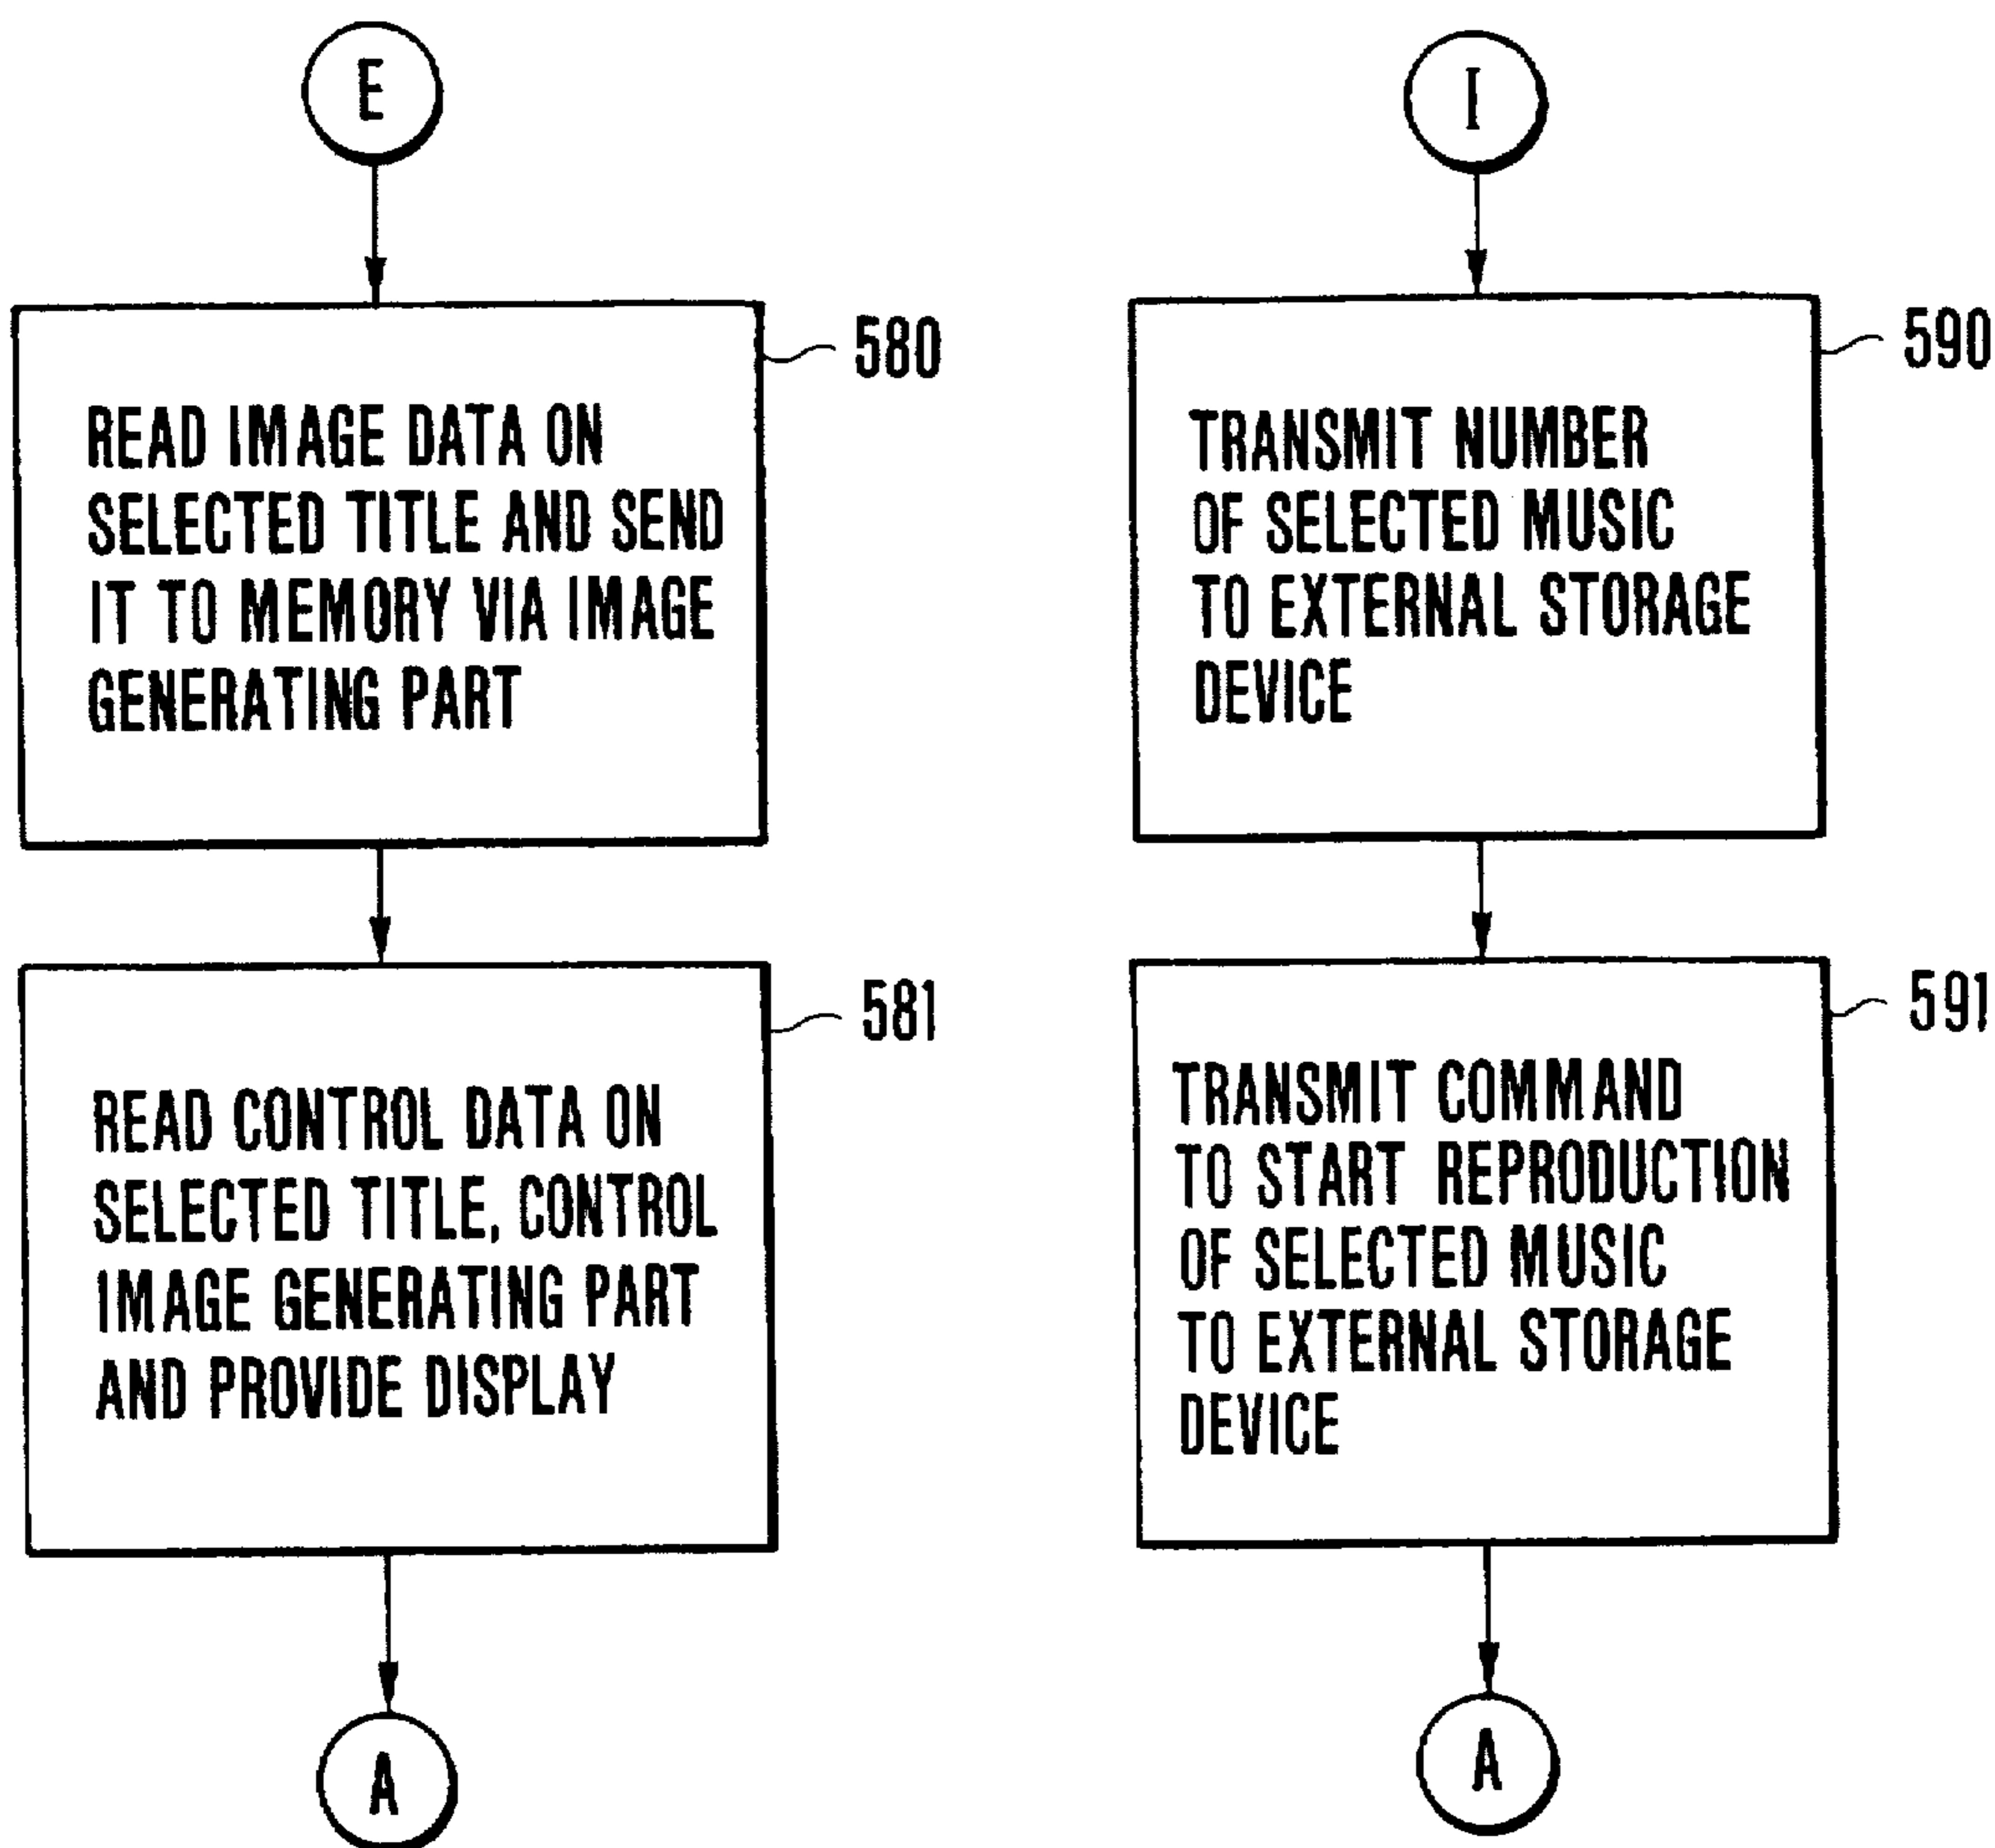 E
580
READ IMAGE DATA ON
SELECTED TITLE AND SEND
IT TO MEMORY VIA IMAGE
GENERATING PART
581
READ CONTROL DATA ON
SELECTED TITLE, CONTROL
IMAGE GENERATING PART
AND PROVIDE DISPLAY
A
I
590
TRANSMIT NUMBER
OF SELECTED MUSIC
TO EXTERNAL STORAGE
DEVICE
591
TRANSMIT COMMAND
TO START REPRODUCTION
OF SELECTED MUSIC
TO EXTERNAL STORAGE
DEVICE
A